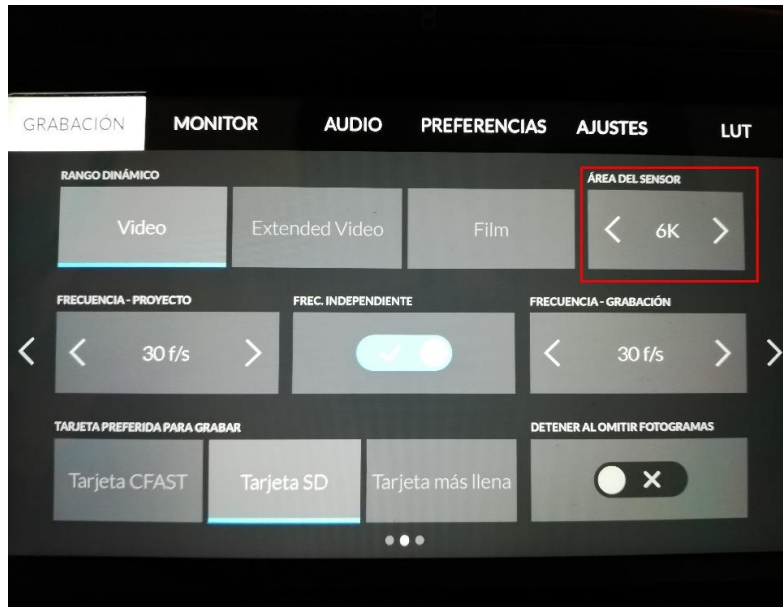 GRABACIÓN MONITOR AUDIO PREFERENCIAS AJUSTES LUT
RANGO DINÁMICO ÁREA DEL SENSOR
Video Extended Video Film 6K
FRECUENCIA - PROYECTO FREC. INDEPENDIENTE FRECUENCIA - GRABACIÓN
30 f/s 30 f/s
TARJETA PREFERIDA PARA GRABAR DETENER AL OMITIR FOTOGRAMAS
Tarjeta CFAST Tarjeta SD Tarjeta más llena